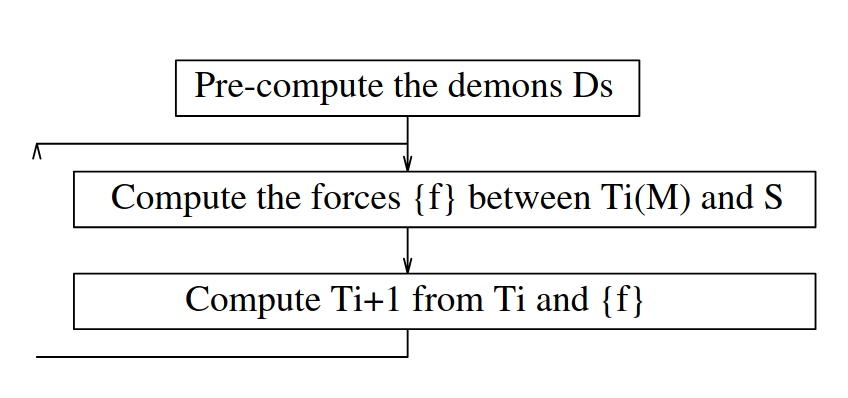 Pre-compute the demons Ds
Compute the forces {f} between Ti(M) and S
Compute Ti+1 from Ti and {f}